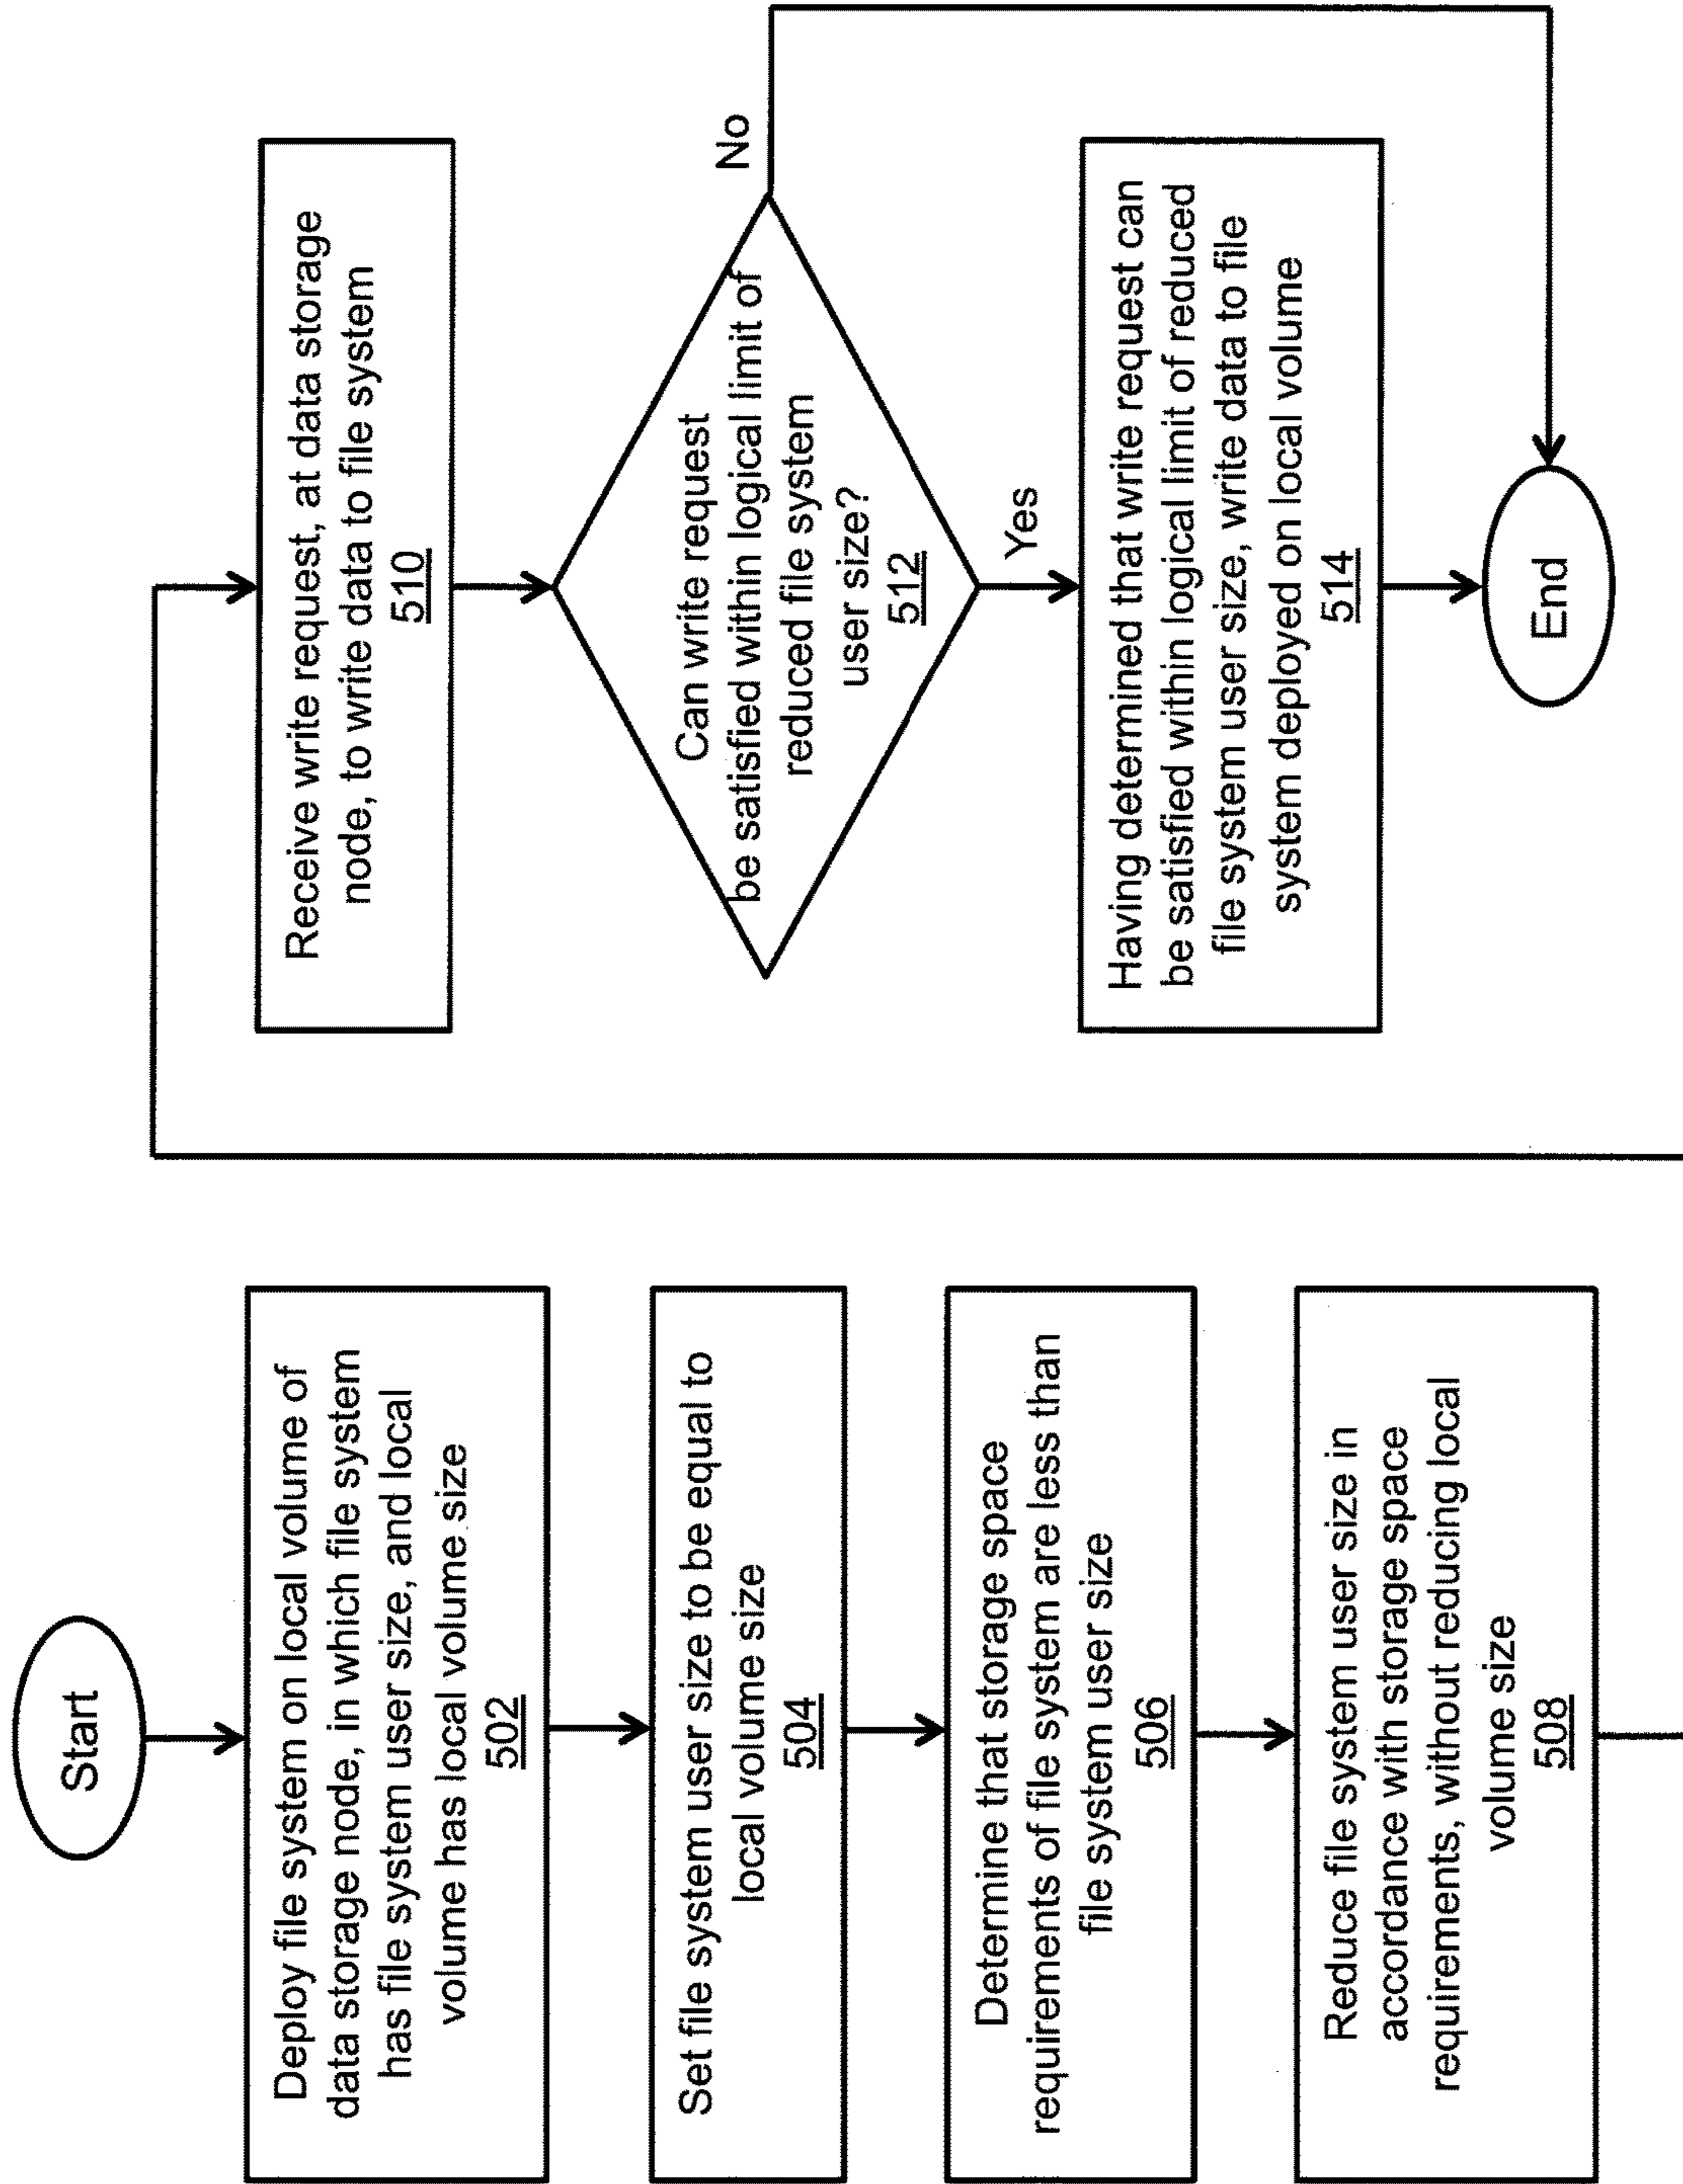 Start
Deploy file system on local volume of
data storage node, in which file system
has file system user size, and local
volume has local volume size
502
Set file system user size to be equal to
local volume size
504
Determine that storage space
requirements of file system are less than
file system user size
506
Reduce file system user size in
accordance with storage space
requirements, without reducing local
volume size
508
Receive write request, at data storage
node, to write data to file system
510
Can write request
be satisfied within logical limit of
reduced file system
user size?
512
No
Yes
Having determined that write request can
be satisfied within logical limit of reduced
file system user size, write data to file
system deployed on local volume
514
End